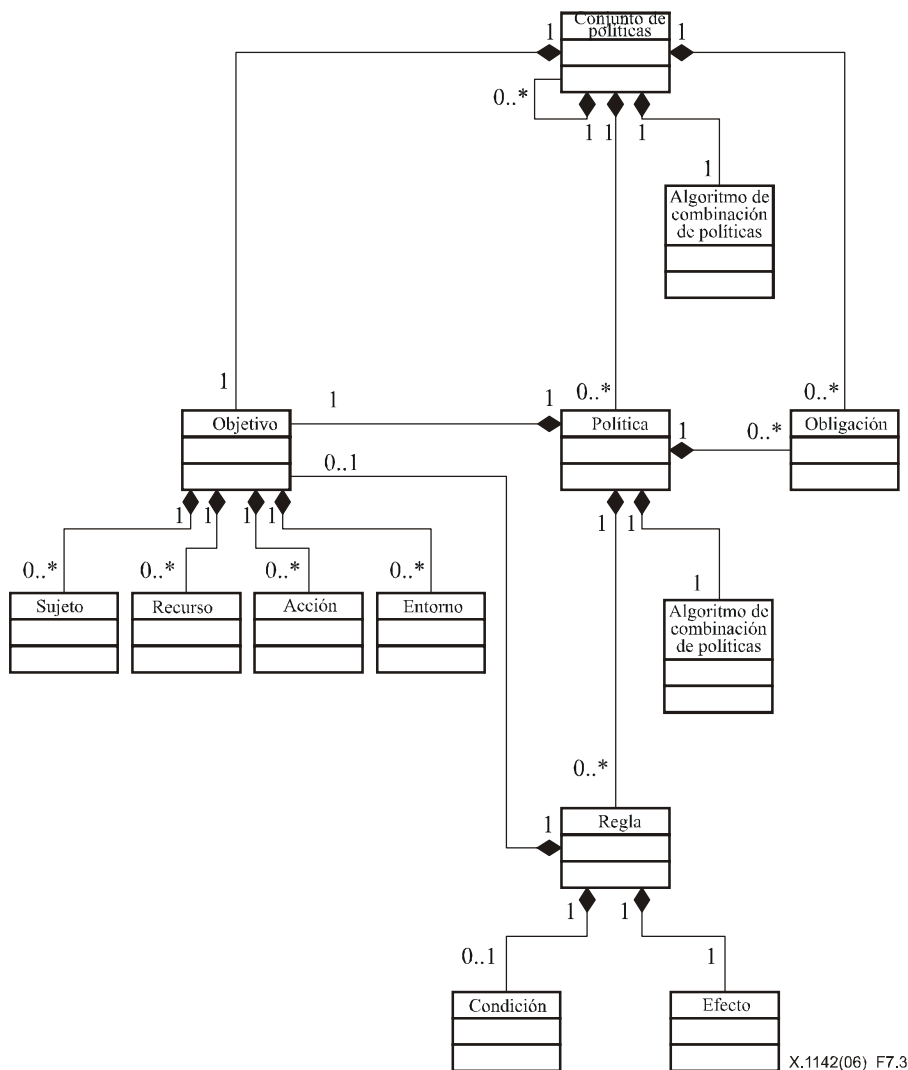 Conjunto de
políticas
1
1
0..*
1
1
1
1
Algoritmo de
combinación
de políticas
1
0..*
0..*
1
1
Objetivo
Política
Obligación
1
0..*
0..1
1
1
1
1
1
1
0..*
0..*
0..*
0..*
1
Sujeto
Recurso
Acción
Entorno
Algoritmo de
combinación
de políticas
0..*
1
Regla
1
1
0..1
1
Condición
Efecto
X.1142(06)_F7.3